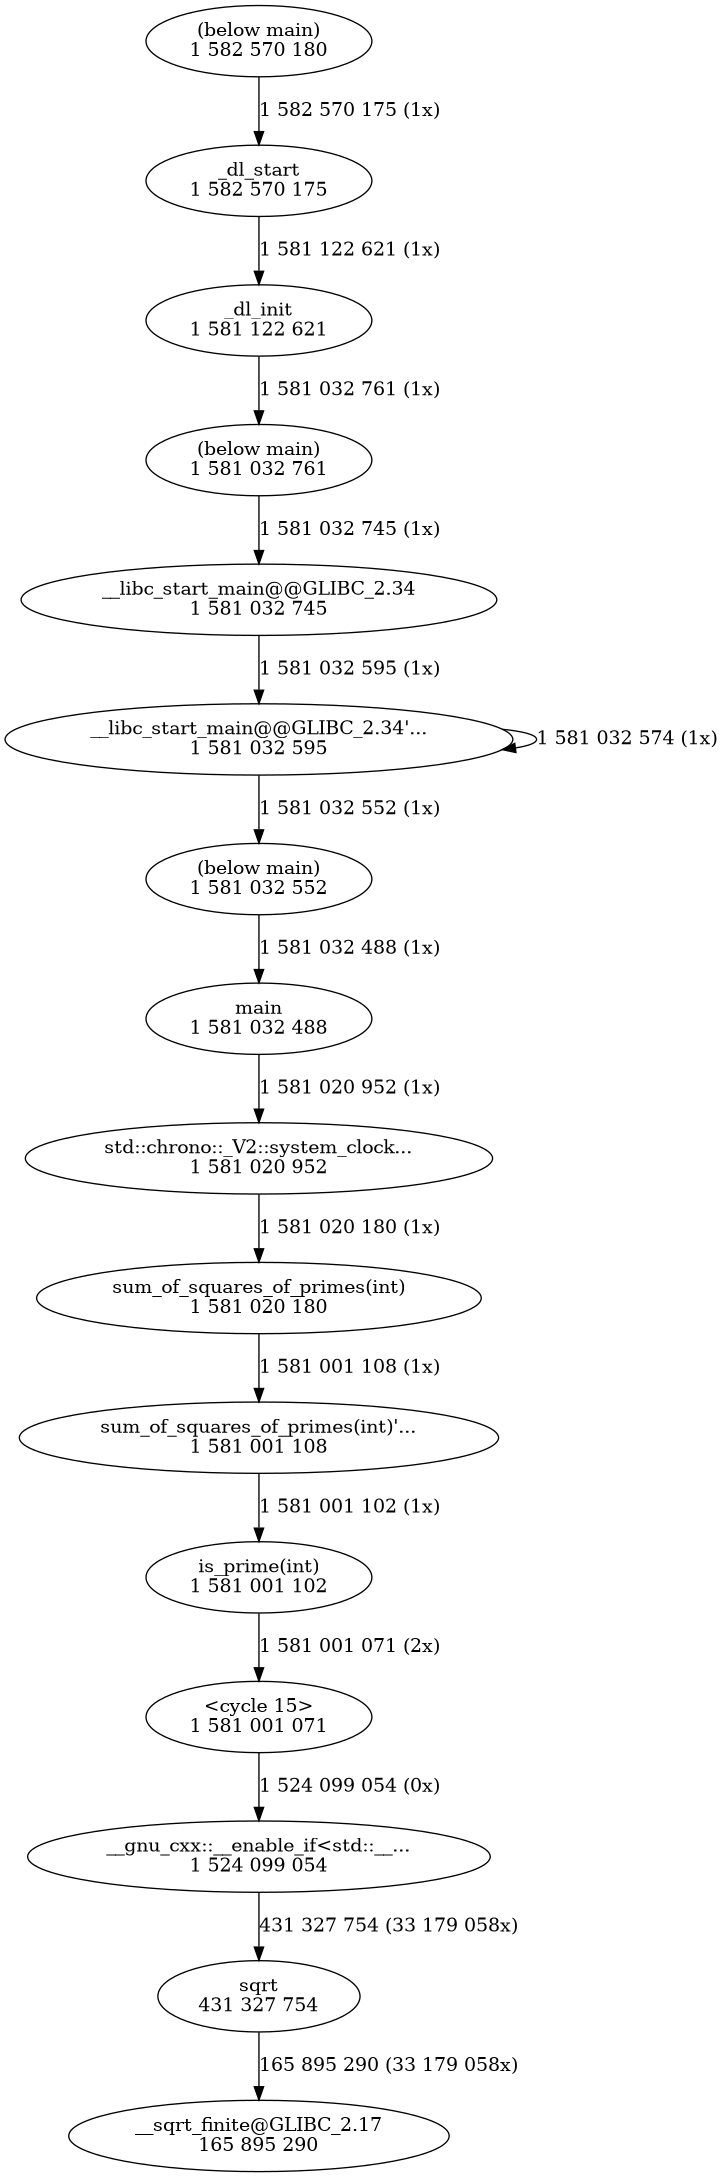 (below main)
1 582 570 180
1 582 570 175 (1x)
_dl_start
1 582 570 175
1 581 122 621 (1x)
_dl_init
1 581 122 621
1 581 032 761 (1x)
(below main)
1 581 032 761
1 581 032 745 (1x)
__libc_start_main@@GLIBC_2.34
1 581 032 745
1 581 032 595 (1x)
__libc_start_main@@GLIBC_2.34'...
1 581 032 595
1 581 032 574 (1x)
1 581 032 552 (1x)
(below main)
1 581 032 552
1 581 032 488 (1x)
main
1 581 032 488
1 581 020 952 (1x)
std::chrono::_V2::system_clock...
1 581 020 952
1 581 020 180 (1x)
sum_of_squares_of_primes(int)
1 581 020 180
1 581 001 108 (1x)
sum_of_squares_of_primes(int)'...
1 581 001 108
1 581 001 102 (1x)
is_prime(int)
1 581 001 102
1 581 001 071 (2x)
<cycle 15>
1 581 001 071
1 524 099 054 (0x)
__gnu_cxx::__enable_if<std::__...
1 524 099 054
431 327 754 (33 179 058x)
sqrt
431 327 754
165 895 290 (33 179 058x)
__sqrt_finite@GLIBC_2.17
165 895 290